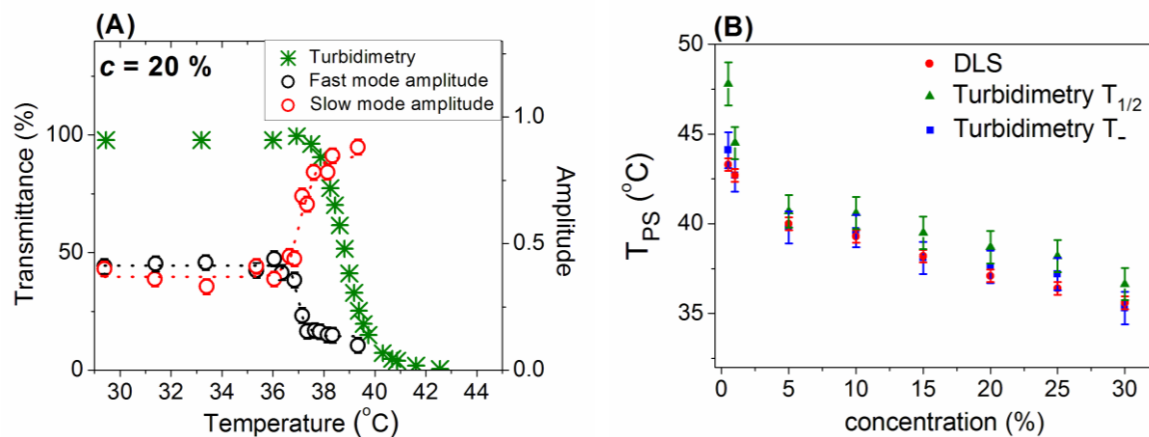 (A)
c = 20 %
Turbidimetry
Fast mode amplitude
Slow mode amplitude
Transmittance (%)
100
50
0
1.0
0.5
0.0
Amplitude
30 32 34 36 38 40 42 44
Temperature (°C)
(B)
DLS
Turbidimetry T1/2
Turbidimetry T-
TPS (°C)
50
45
40
35
0 5 10 15 20 25 30
concentration (%)